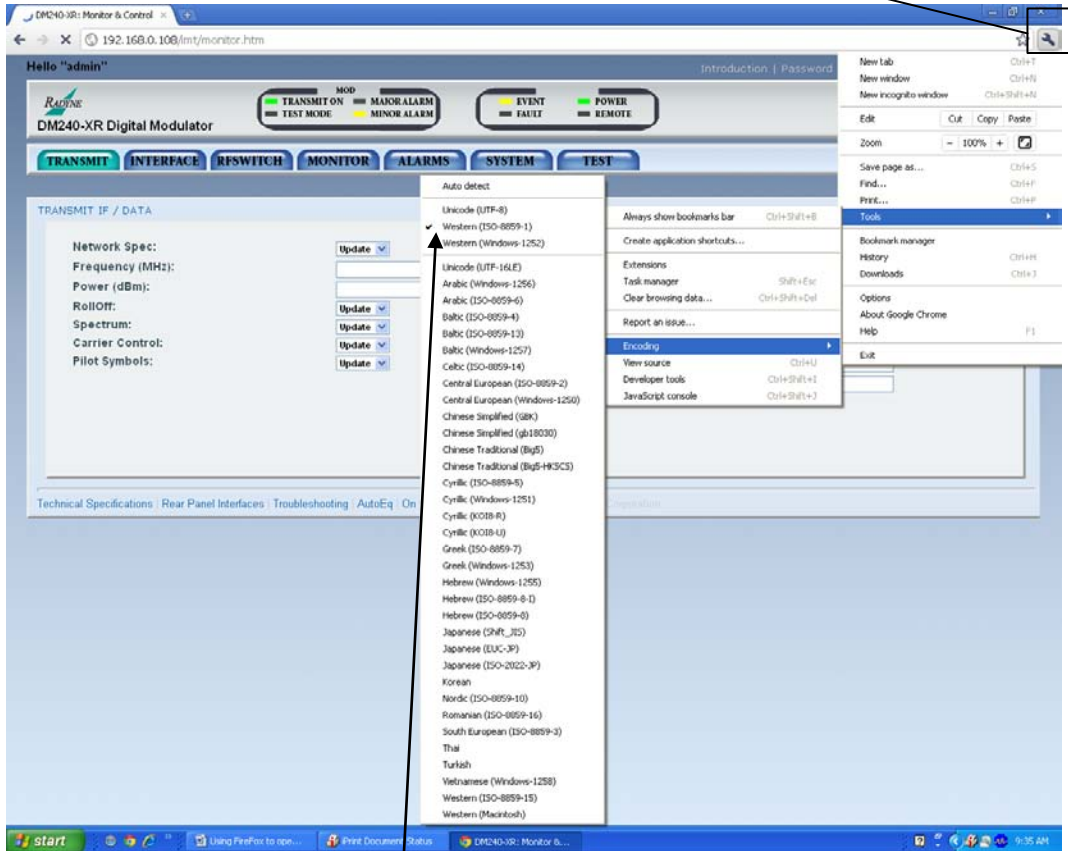 DM240-XR: Monitor & Control
192.168.0.108/lmt/monitor.htm
Hello "admin"
Introduction | Password
RADYNE
DM240-XR Digital Modulator
MOD
TRANSMIT ON
MAJOR ALARM
TEST MODE
MINOR ALARM
EVENT
FAULT
POWER
REMOTE
TRANSMIT
INTERFACE
RFSWITCH
MONITOR
ALARMS
SYSTEM
TEST
TRANSMIT IF / DATA
Network Spec:
Update
Frequency (MHz):
Power (dBm):
RollOff:
Update
Spectrum:
Update
Carrier Control:
Update
Pilot Symbols:
Update
Technical Specifications | Rear Panel Interfaces | Troubleshooting | AutoEq | On
New tab Ctrl+T
New window Ctrl+N
New incognito window Ctrl+Shift+N
Edit Cut Copy Paste
Zoom - 100% +
Save page as... Ctrl+S
Find... Ctrl+F
Print... Ctrl+P
Tools
Bookmark manager
History Ctrl+H
Downloads Ctrl+J
Options
About Google Chrome
Help F1
Exit
Always show bookmarks bar Ctrl+Shift+B
Create application shortcuts...
Extensions
Task manager Shift+Esc
Clear browsing data... Ctrl+Shift+Del
Report an issue...
Encoding
View source Ctrl+U
Developer tools Ctrl+Shift+I
JavaScript console Ctrl+Shift+J
Auto detect
Unicode (UTF-8)
Western (ISO-8859-1)
Western (Windows-1252)
Unicode (UTF-16LE)
Arabic (Windows-1256)
Arabic (ISO-8859-6)
Baltic (ISO-8859-4)
Baltic (ISO-8859-13)
Baltic (Windows-1257)
Celtic (ISO-8859-14)
Central European (ISO-8859-2)
Central European (Windows-1250)
Chinese Simplified (GBK)
Chinese Simplified (gb18030)
Chinese Traditional (Big5)
Chinese Traditional (Big5-HKSCS)
Cyrillic (ISO-8859-5)
Cyrillic (Windows-1251)
Cyrillic (KOI8-R)
Cyrillic (KOI8-U)
Greek (ISO-8859-7)
Greek (Windows-1253)
Hebrew (Windows-1255)
Hebrew (ISO-8859-8-I)
Hebrew (ISO-8859-8)
Japanese (Shift_JIS)
Japanese (EUC-JP)
Japanese (ISO-2022-JP)
Korean
Nordic (ISO-8859-10)
Romanian (ISO-8859-16)
South European (ISO-8859-3)
Thai
Turkish
Vietnamese (Windows-1258)
Western (ISO-8859-15)
Western (Macintosh)
start
Using FireFox to ope...
iPrint Document Status
DM240-XR: Monitor &...
9:35 AM